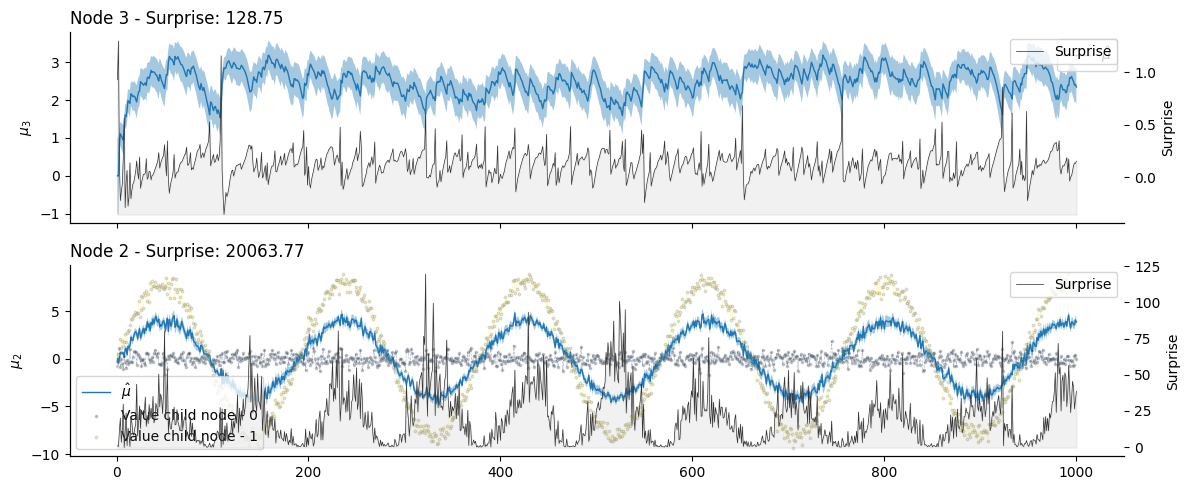 Node 3 - Surprise: 128.75
Surprise
μ3
3
2
1
0
−1
1.0
0.5
0.0
Surprise
Node 2 - Surprise: 20063.77
Surprise
μ2
5
0
−5
−10
125
100
75
50
25
0
Surprise
μ̂
Value child node - 0
Value child node - 1
0
200
400
600
800
1000